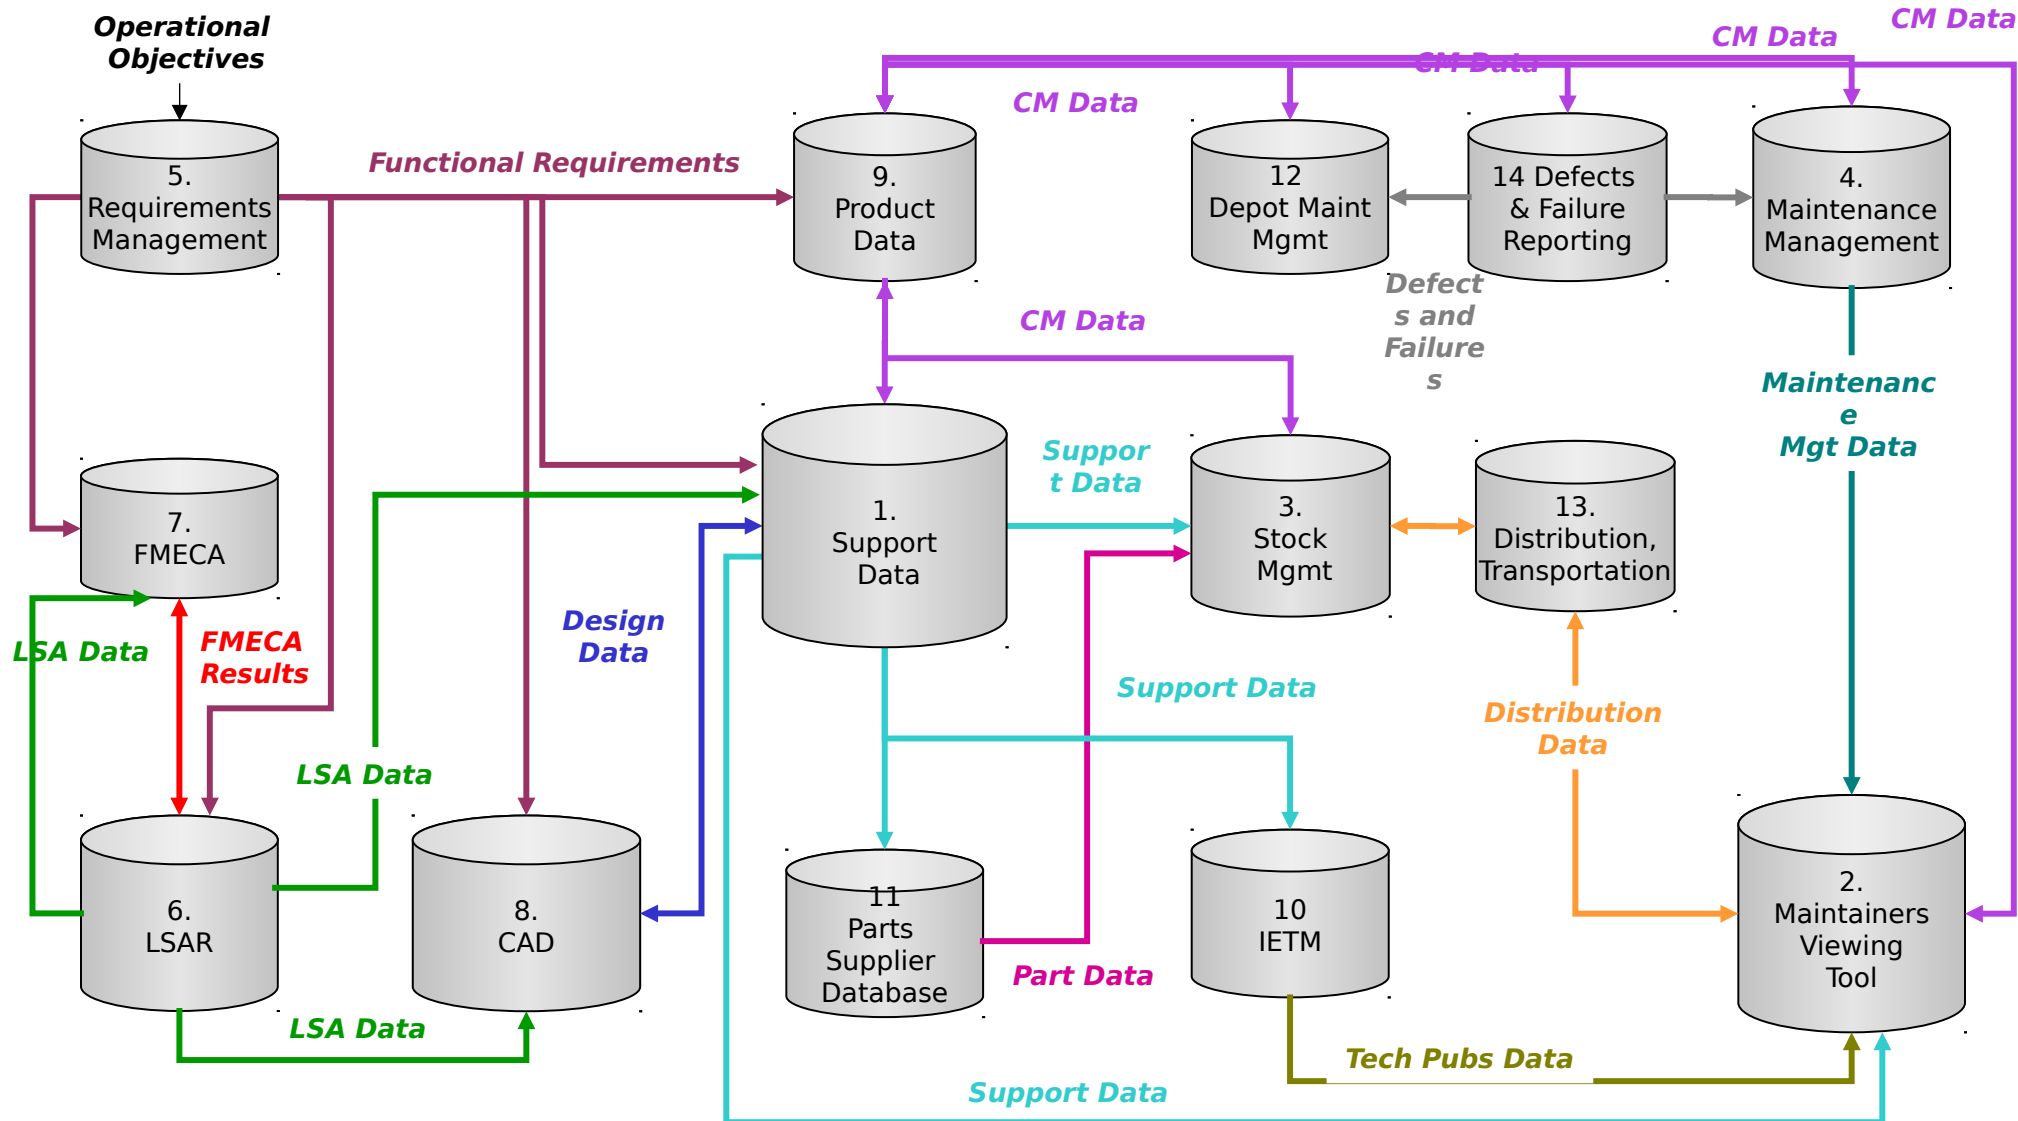 Operational
Objectives
CM Data
CM Data
CM Data
CM Data
Functional Requirements
5.
Requirements
Management
9.
Product
Data
12
Depot Maint
Mgmt
14 Defects
& Failure
Reporting
4.
Maintenance
Management
Defect
s and
Failure
s
CM Data
Maintenanc
e
Mgt Data
Suppor
t Data
7.
FMECA
1.
Support
Data
3.
Stock
Mgmt
13.
Distribution,
Transportation
LSA Data
FMECA
Results
Design
Data
Support Data
Distribution
Data
LSA Data
6.
LSAR
8.
CAD
11
Parts
Supplier
Database
10
IETM
2.
Maintainers
Viewing
Tool
Part Data
LSA Data
Tech Pubs Data
Support Data